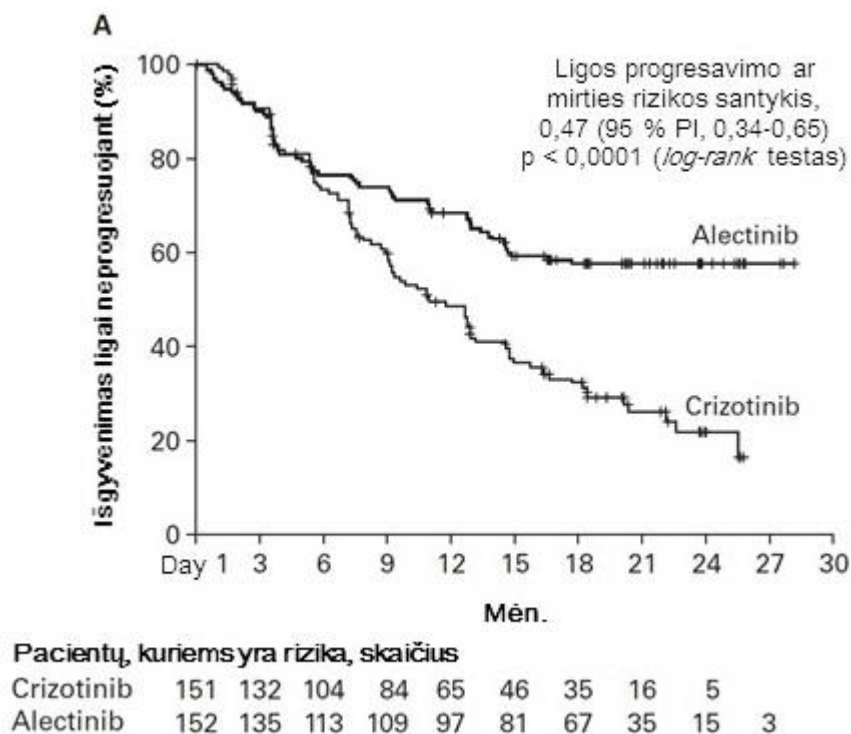 A
Ligos progresavimo ar
mirties rizikos santykis,
0,47 (95 % PI, 0,34-0,65)
p < 0,0001 (log-rank testas)
Išgyvenimas ligai neprogresuojant (%)
100
80
60
40
20
0
Alectinib
Crizotinib
Day 1 3 6 9 12 15 18 21 24 27 30
Mėn.
Pacientų, kuriems yra rizika, skaičius
Crizotinib 151 132 104 84 65 46 35 16 5
Alectinib 152 135 113 109 97 81 67 35 15 3